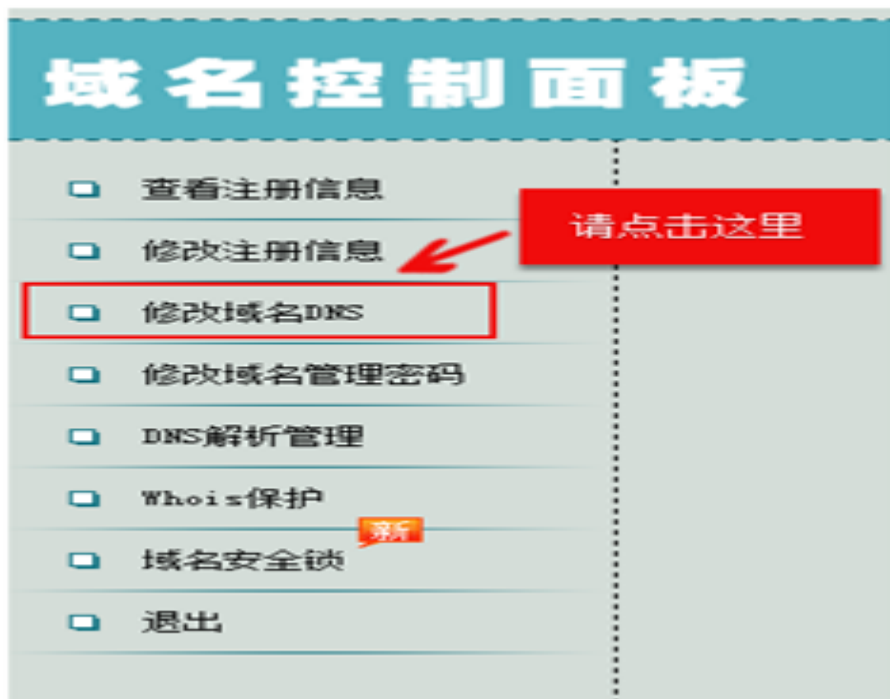 域名控制面板
查看注册信息
请点击这里
修改注册信息
修改域名DNS
修改域名管理密码
DNS解析管理
Whois保护
新
域名安全锁
退出